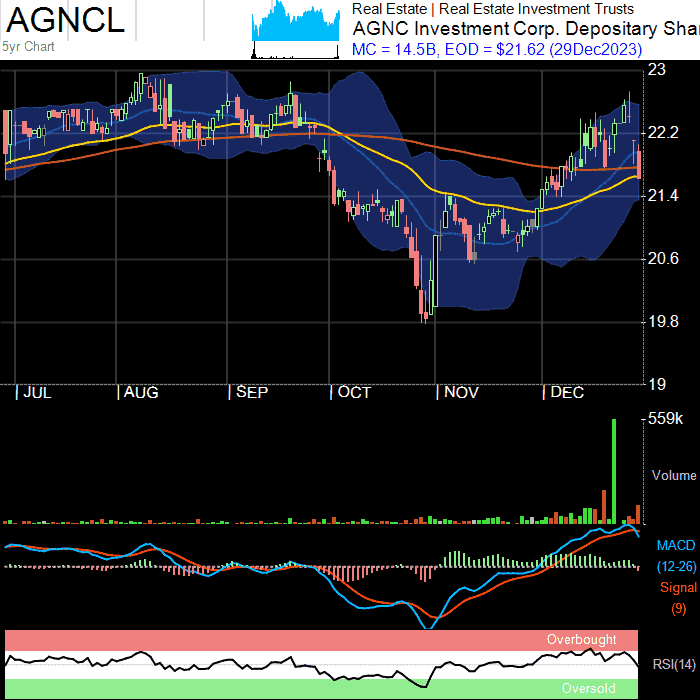 AGNCL
5yr Chart
Real Estate | Real Estate Investment Trusts
AGNC Investment Corp. Depositary Shar
MC = 14.5B, EOD = $21.62 (29Dec2023)
23
22.2
21.4
20.6
19.8
19
JUL AUG SEP OCT NOV DEC
559k
Volume
MACD
(12-26)
Signal
(9)
Overbought
RSI(14)
Oversold